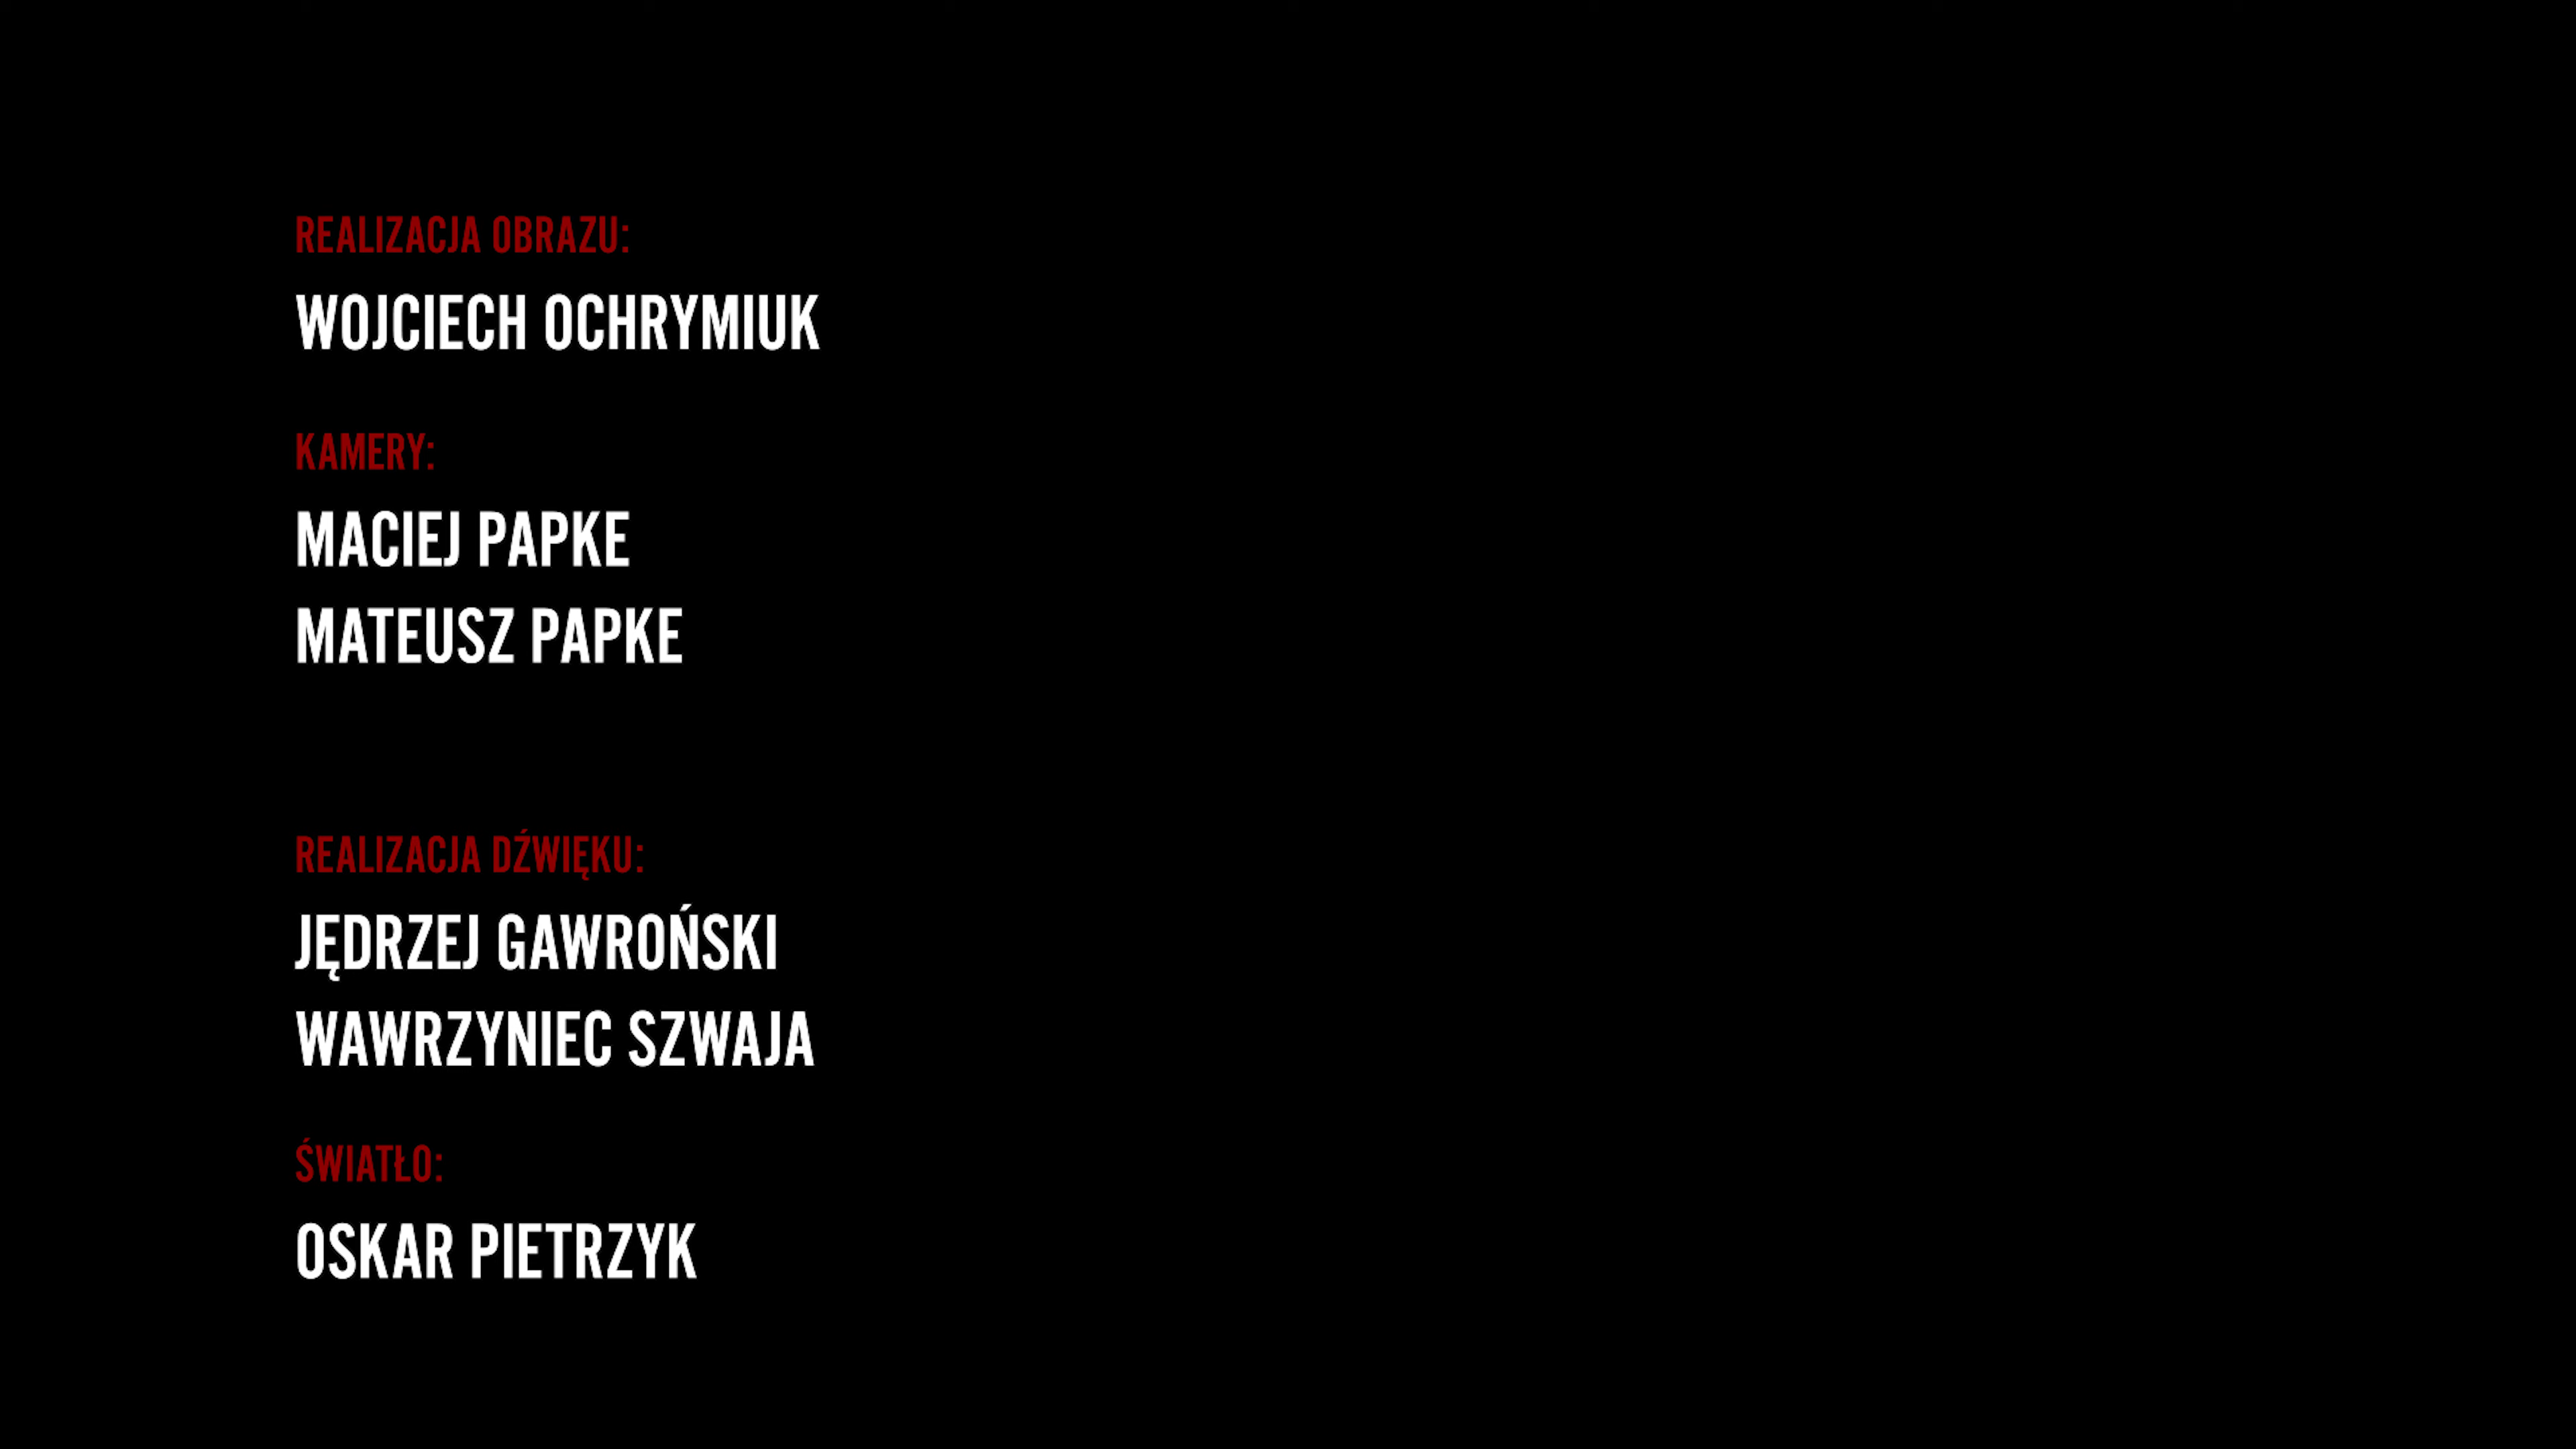 REALIZACJA OBRAZU:
WOJCIECH OCHRYMIUK
KAMERY:
MACIEJ PAPKE
MATEUSZ PAPKE
REALIZACJA DŹWIĘKU:
JĘDRZEJ GAWROŃSKI
WAWRZYNIEC SZWAJA
ŚWIATŁO:
OSKAR PIETRZYK